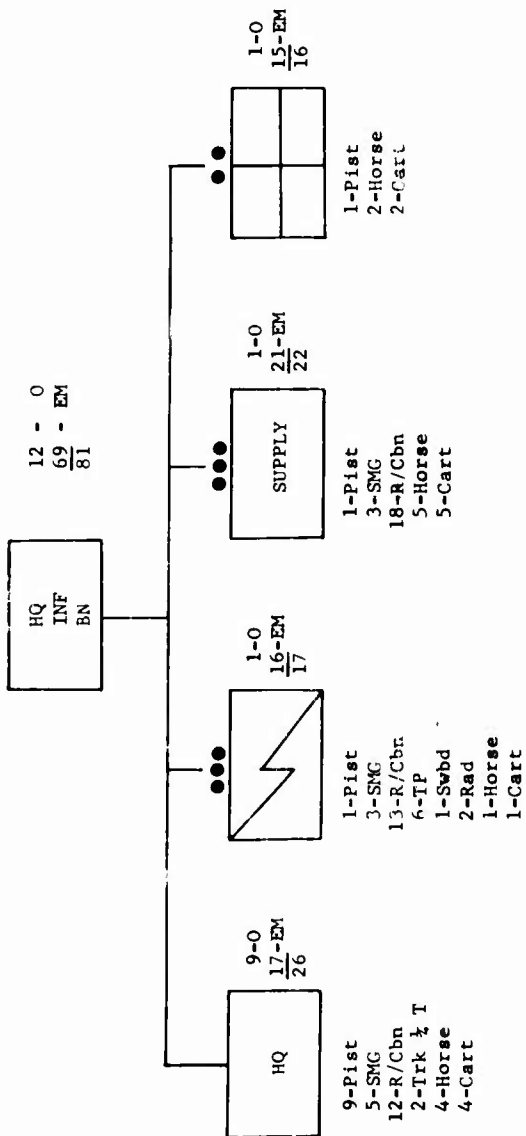 HQ
INF
BN
12 - O
69 - EM
81
HQ
9-O
17-EM
26
9-Pist
5-SMG
12-R/Cbn
2-Trk ½ T
4-Horse
4-Cart
1-O
16-EM
17
1-Pist
3-SMG
13-R/Cbn
6-TP
1-Swbd
2-Rad
1-Horse
1-Cart
SUPPLY
1-O
21-EM
22
1-Pist
3-SMG
18-R/Cbn
5-Horse
5-Cart
1-O
15-EM
16
1-Pist
2-Horse
2-Cart